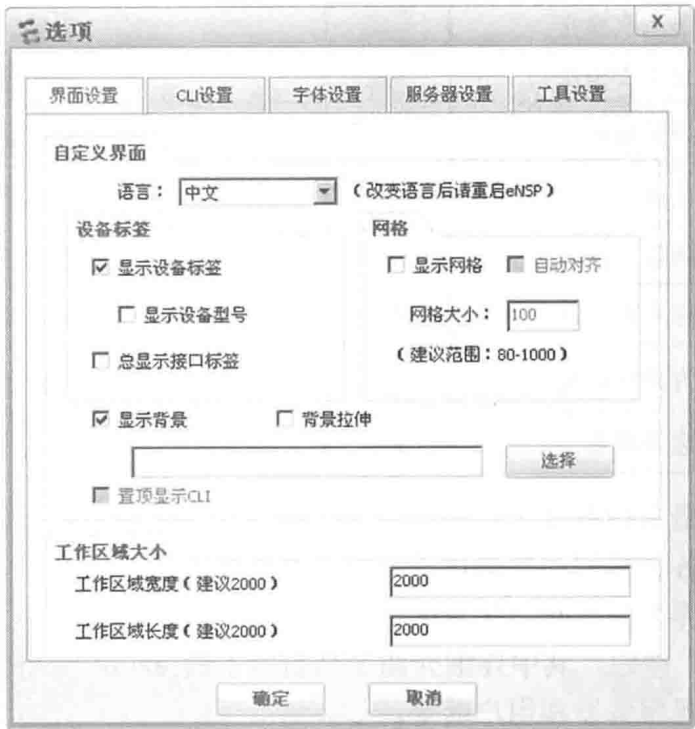 选项
X
界面设置 CLI设置 字体设置 服务器设置 工具设置
自定义界面
语言： 中文 （改变语言后请重启eNSP）
设备标签 网格
显示设备标签 显示网格 自动对齐
显示设备型号 网格大小： 100
总显示接口标签 （建议范围：80-1000）
显示背景 背景拉伸
选择
置顶显示CLI
工作区域大小
工作区域宽度（建议2000） 2000
工作区域长度（建议2000） 2000
确定 取消